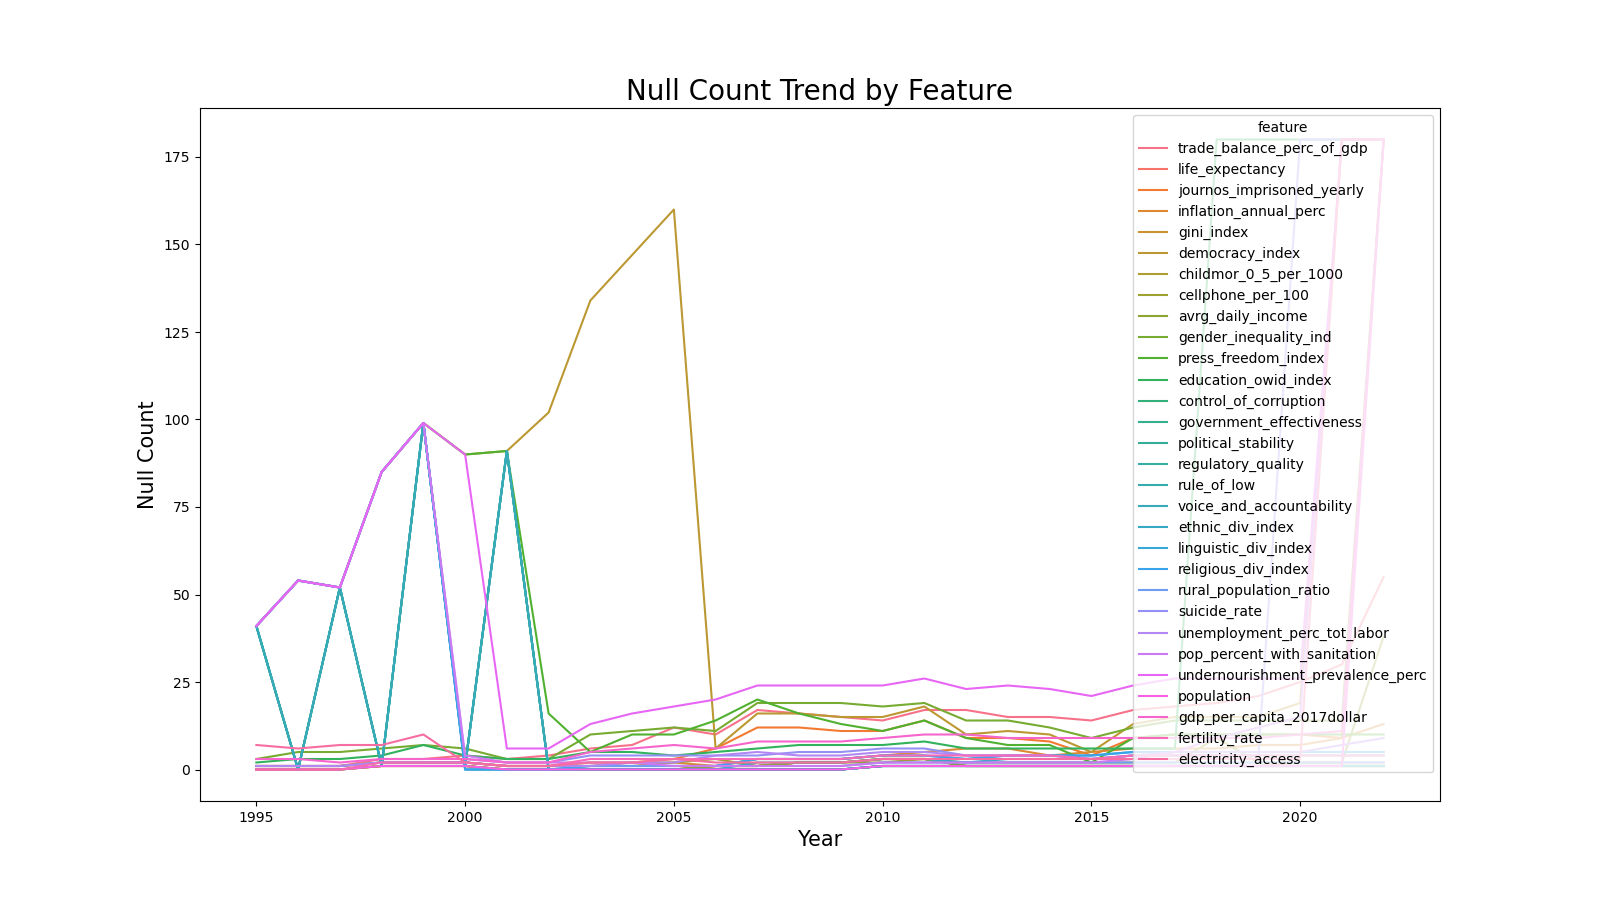 Null Count Trend by Feature
feature
trade_balance_perc_of_gdp
life_expectancy
journos_imprisoned_yearly
inflation_annual_perc
gini_index
democracy_index
childmor_0_5_per_1000
cellphone_per_100
avrg_daily_income
gender_inequality_ind
press_freedom_index
education_owid_index
control_of_corruption
government_effectiveness
political_stability
regulatory_quality
rule_of_low
voice_and_accountability
ethnic_div_index
linguistic_div_index
religious_div_index
rural_population_ratio
suicide_rate
unemployment_perc_tot_labor
pop_percent_with_sanitation
undernourishment_prevalence_perc
population
gdp_per_capita_2017dollar
fertility_rate
electricity_access
Null Count
175
150
125
100
75
50
25
0
1995 2000 2005 2010 2015 2020
Year